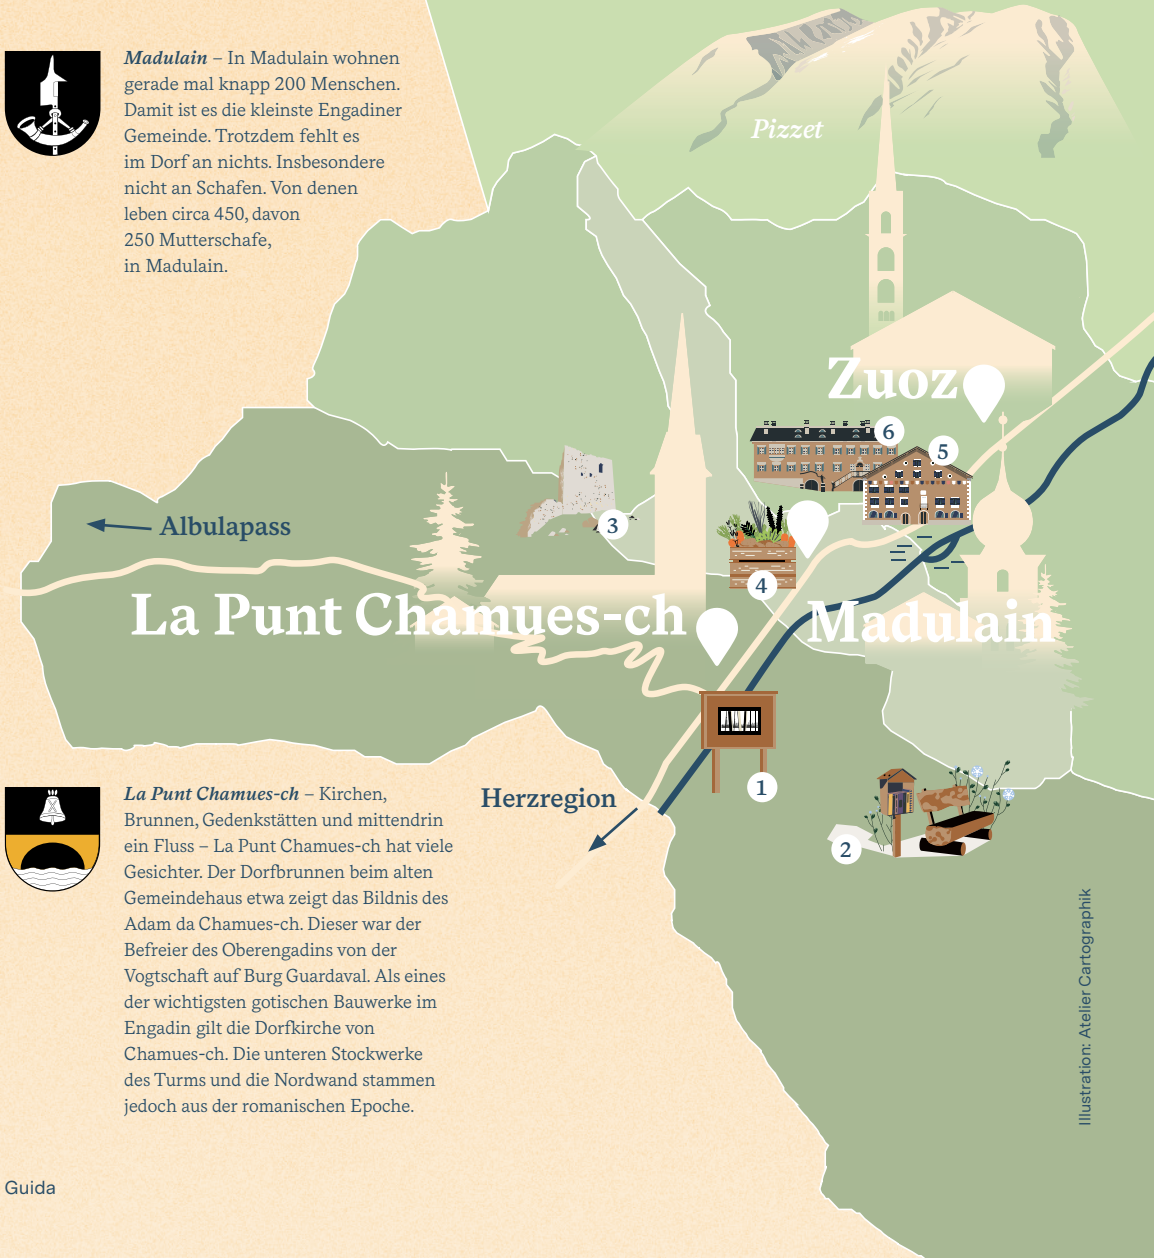 Madulain – In Madulain wohnen
gerade mal knapp 200 Menschen.
Damit ist es die kleinste Engadiner
Gemeinde. Trotzdem fehlt es
im Dorf an nichts. Insbesondere
nicht an Schafen. Von denen
leben circa 450, davon
250 Mutterschafe,
in Madulain.
Pizzet
Zuoz
6
5
Albulapass
3
4
La Punt Chamues-ch
Madulain
1
Herzregion
2
La Punt Chamues-ch – Kirchen,
Brunnen, Gedenkstätten und mittendrin
ein Fluss – La Punt Chamues-ch hat viele
Gesichter. Der Dorfbrunnen beim alten
Gemeindehaus etwa zeigt das Bildnis des
Adam da Chamues-ch. Dieser war der
Befreier des Oberengadins von der
Vogtschaft auf Burg Guardaval. Als eines
der wichtigsten gotischen Bauwerke im
Engadin gilt die Dorfkirche von
Chamues-ch. Die unteren Stockwerke
des Turms und die Nordwand stammen
jedoch aus der romanischen Epoche.
Illustration: Atelier Cartographik
Guida